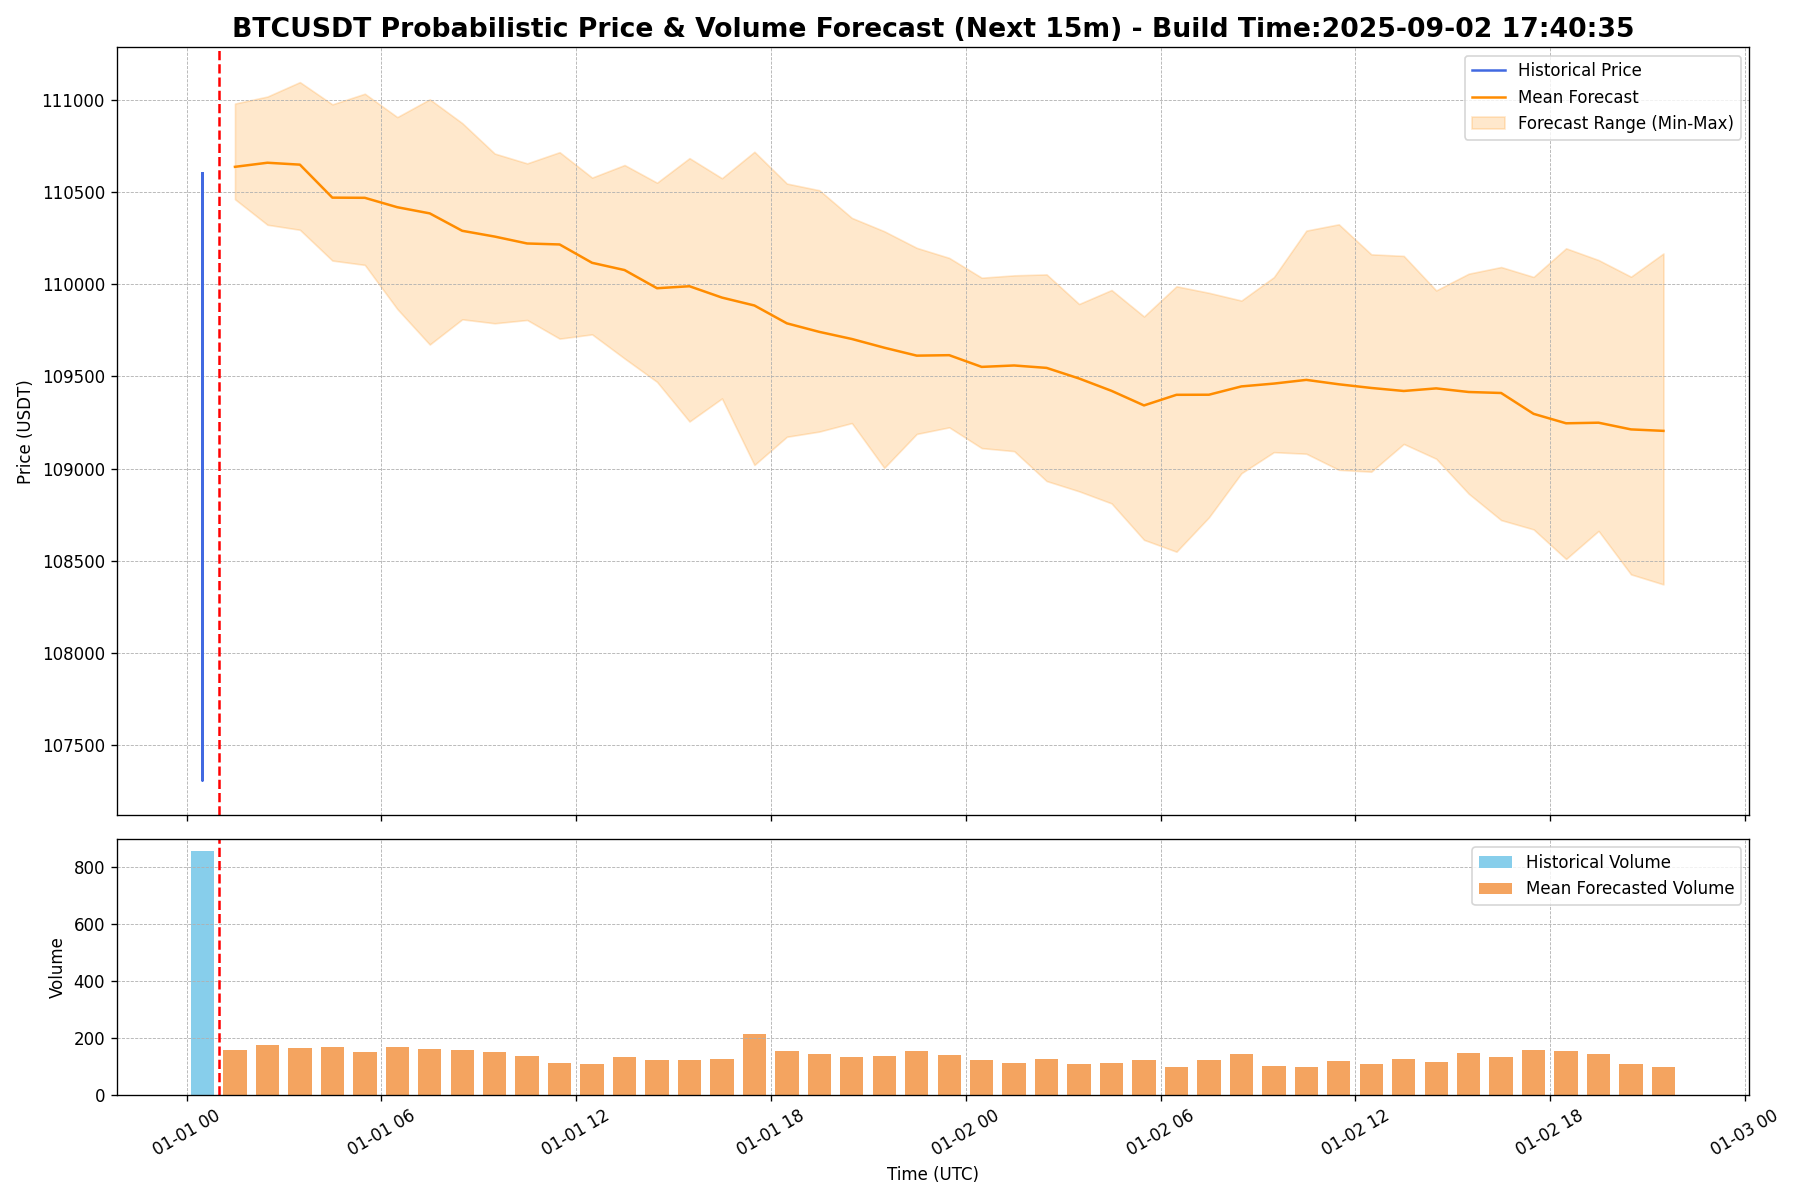 BTCUSDT Probabilistic Price & Volume Forecast (Next 15m) - Build Time:2025-09-02 17:40:35
Historical Price
Mean Forecast
Forecast Range (Min-Max)
Price (USDT)
111000
110500
110000
109500
109000
108500
108000
107500
Historical Volume
Mean Forecasted Volume
Volume
800
600
400
200
0
01-01 00
01-01 06
01-01 12
01-01 18
01-02 00
01-02 06
01-02 12
01-02 18
01-03 00
Time (UTC)